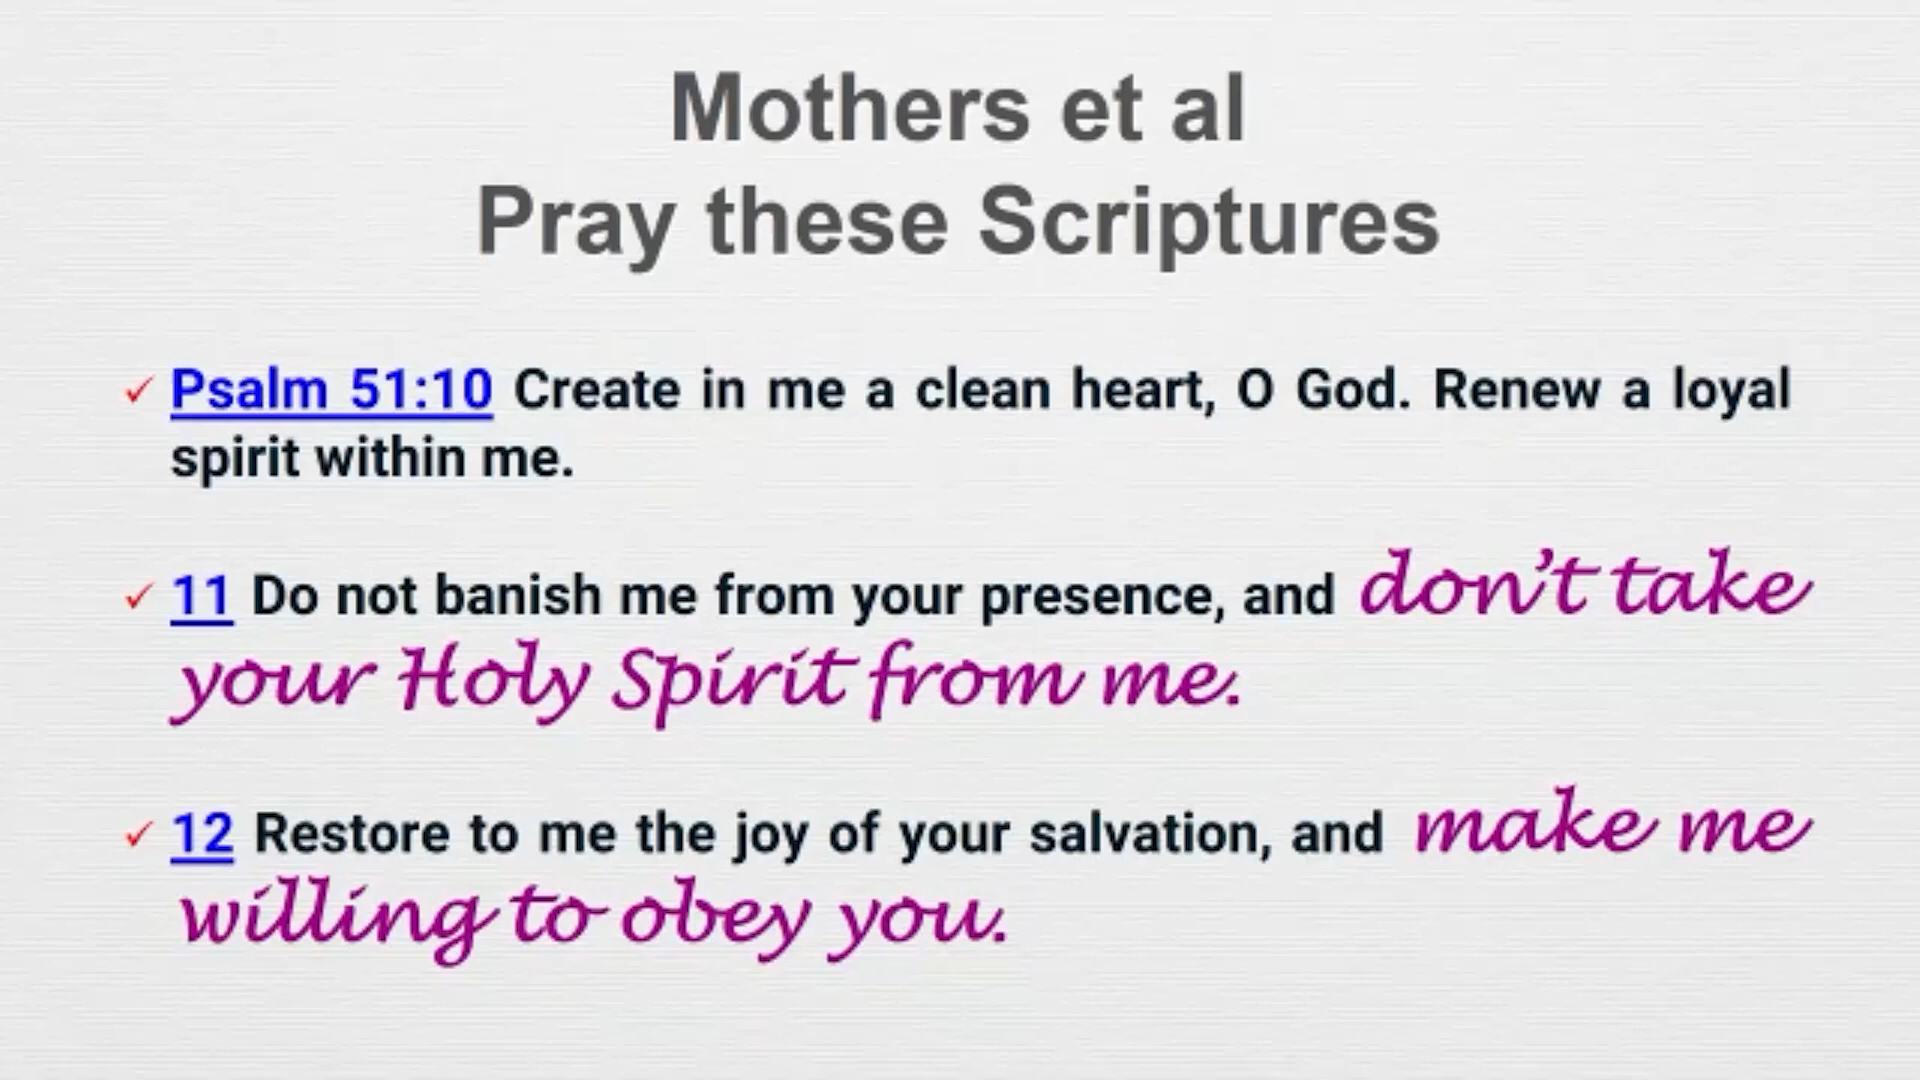 Mothers et al
Pray these Scriptures
✓ Psalm 51:10 Create in me a clean heart, O God. Renew a loyal
spirit within me.
✓ 11 Do not banish me from your presence, and don't take
your Holy Spirit from me.
✓ 12 Restore to me the joy of your salvation, and make me
willing to obey you.